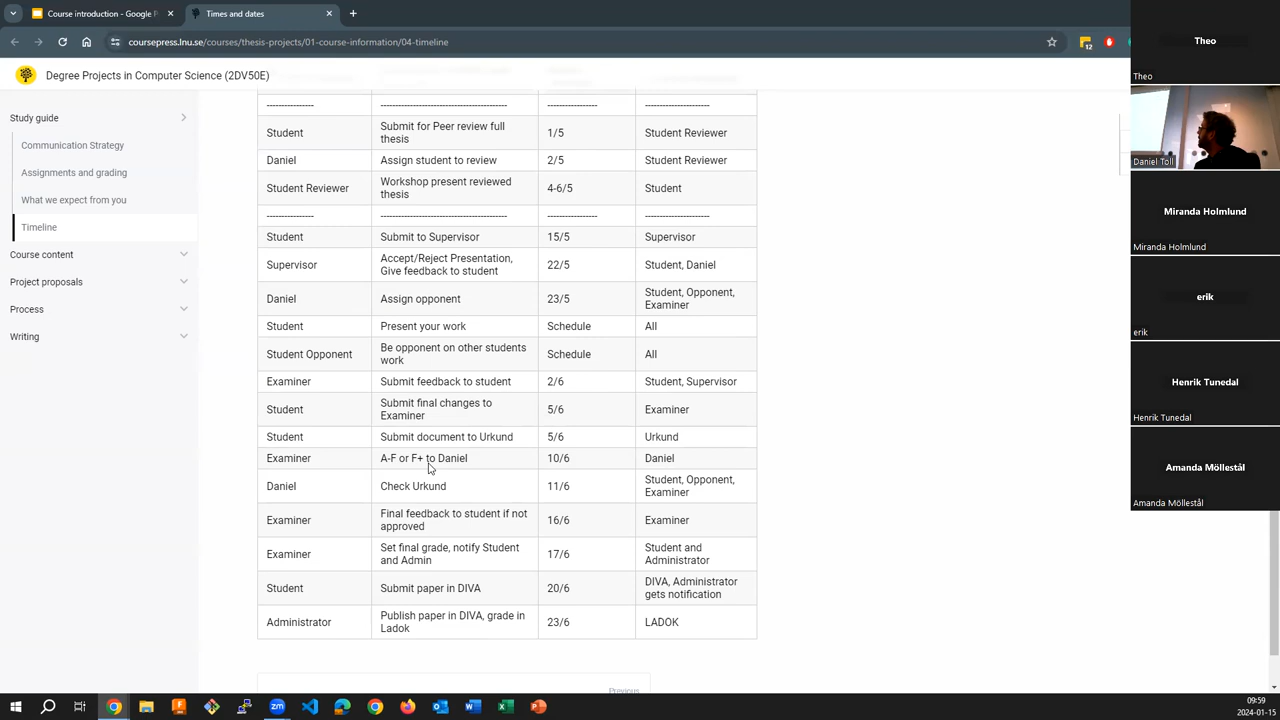 Course introduction - Google P
Times and dates
coursepress.lnu.se/courses/thesis-projects/01-course-information/04-timeline
12
Degree Projects in Computer Science (2DV50E)
Study guide
Communication Strategy
Assignments and grading
What we expect from you
Timeline
Course content
Project proposals
Process
Writing
---------------- ----------------------------------- -------------- ------------------
Student Submit for Peer review full thesis 1/5 Student Reviewer
Daniel Assign student to review 2/5 Student Reviewer
Student Reviewer Workshop present reviewed thesis 4-6/5 Student
---------------- ----------------------------------- -------------- ------------------
Student Submit to Supervisor 15/5 Supervisor
Supervisor Accept/Reject Presentation, Give feedback to student 22/5 Student, Daniel
Daniel Assign opponent 23/5 Student, Opponent, Examiner
Student Present your work Schedule All
Student Opponent Be opponent on other students work Schedule All
Examiner Submit feedback to student 2/6 Student, Supervisor
Student Submit final changes to Examiner 5/6 Examiner
Student Submit document to Urkund 5/6 Urkund
Examiner A-F or F+ to Daniel 10/6 Daniel
Daniel Check Urkund 11/6 Student, Opponent, Examiner
Examiner Final feedback to student if not approved 16/6 Examiner
Examiner Set final grade, notify Student and Admin 17/6 Student and Administrator
Student Submit paper in DIVA 20/6 DIVA, Administrator gets notification
Administrator Publish paper in DIVA, grade in Ladok 23/6 LADOK
Previous
Theo
Theo
Daniel Toll
Miranda Holmlund
Miranda Holmlund
erik
erik
Henrik Tunedal
Henrik Tunedal
Amanda Möllestål
Amanda Möllestål
09:59
2024-01-15